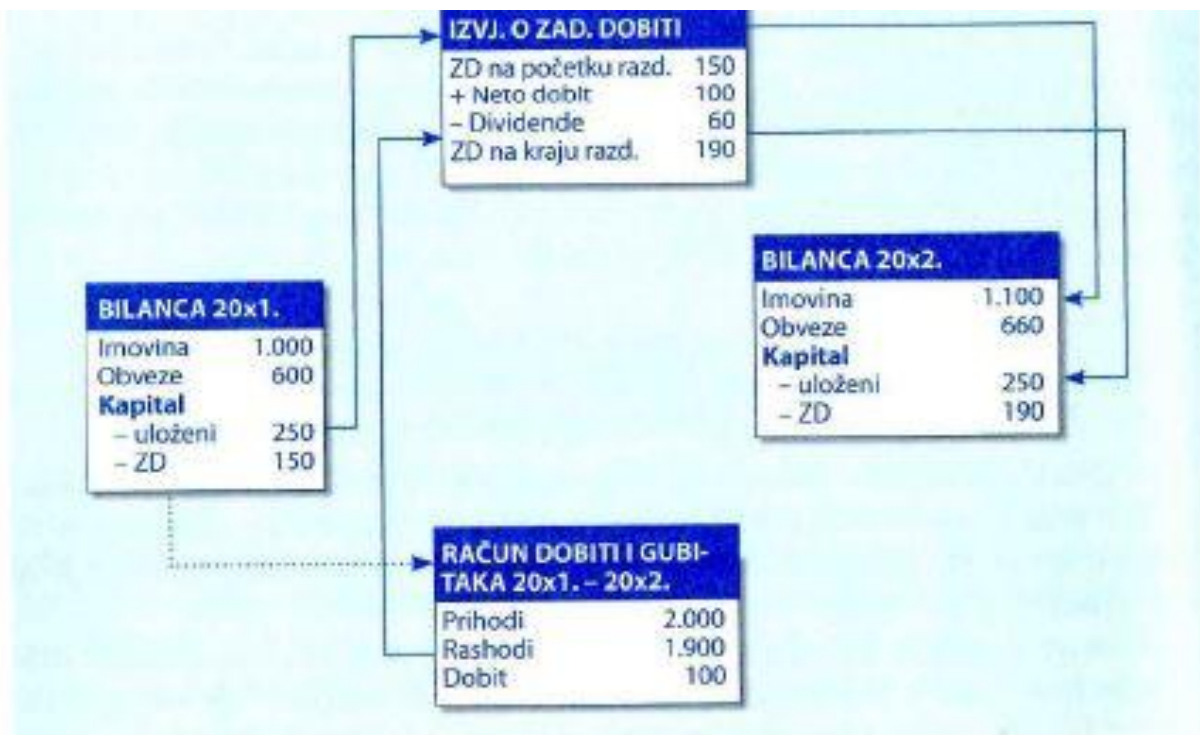 IZVJ. O ZAD. DOBITI
ZD na početku razd. 150
+ Neto dobit 100
– Dividende 60
ZD na kraju razd. 190
BILANCA 20x1.
Imovina 1.000
Obveze 600
Kapital
– uloženi 250
– ZD 150
BILANCA 20x2.
Imovina 1.100
Obveze 660
Kapital
– uloženi 250
– ZD 190
RAČUN DOBITI I GUBI-
TAKA 20x1. – 20x2.
Prihodi 2.000
Rashodi 1.900
Dobit 100